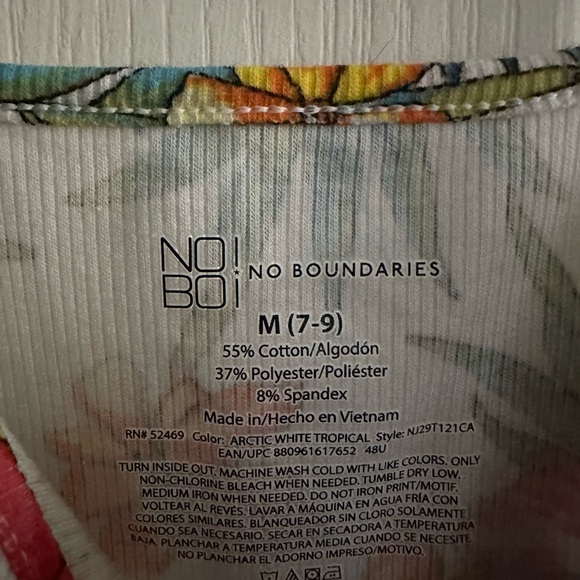 NO
BO
NO BOUNDARIES
M (7-9)
55% Cotton/Algodón
37% Polyester/Poliéster
8% Spandex
Made in/Hecho en Vietnam
RN# 52469 Color: ARCTIC WHITE TROPICAL Style: NJ29T121CA
EAN/UPC 880961617652 48U
TURN INSIDE OUT. MACHINE WASH COLD WITH LIKE COLORS. ONLY
NON-CHLORINE BLEACH WHEN NEEDED. TUMBLE DRY LOW.
MEDIUM IRON WHEN NEEDED. DO NOT IRON PRINT/MOTIF.
VOLTEAR AL REVÉS. LAVAR A MÁQUINA EN AGUA FRÍA CON
COLORES SIMILARES. BLANQUEADOR SIN CLORO SOLAMENTE
CUANDO SEA NECESARIO. SECAR EN SECADORA A TEMPERATURA
BAJA. PLANCHAR A TEMPERATURA MEDIA CUANDO SE NECESITE.
NO PLANCHAR EL ADORNO IMPRESO/MOTIVO.